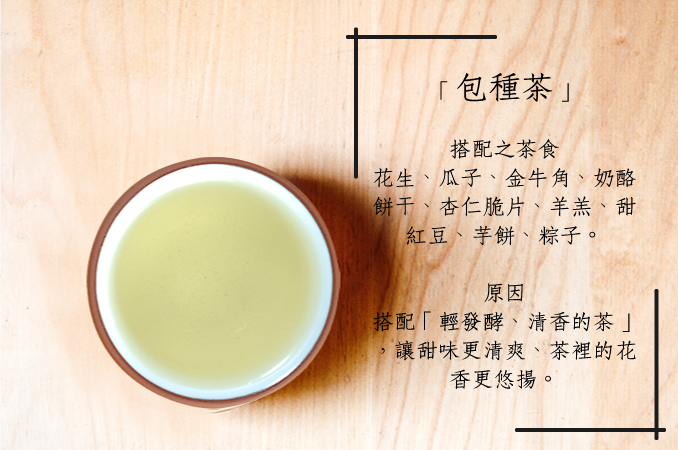 「包種茶」
搭配之茶食
花生、瓜子、金牛角、奶酪
餅干、杏仁脆片、羊羔、甜
紅豆、芋餅、粽子。
原因
搭配「輕發酵、清香的茶」
，讓甜味更清爽、茶裡的花
香更悠揚。